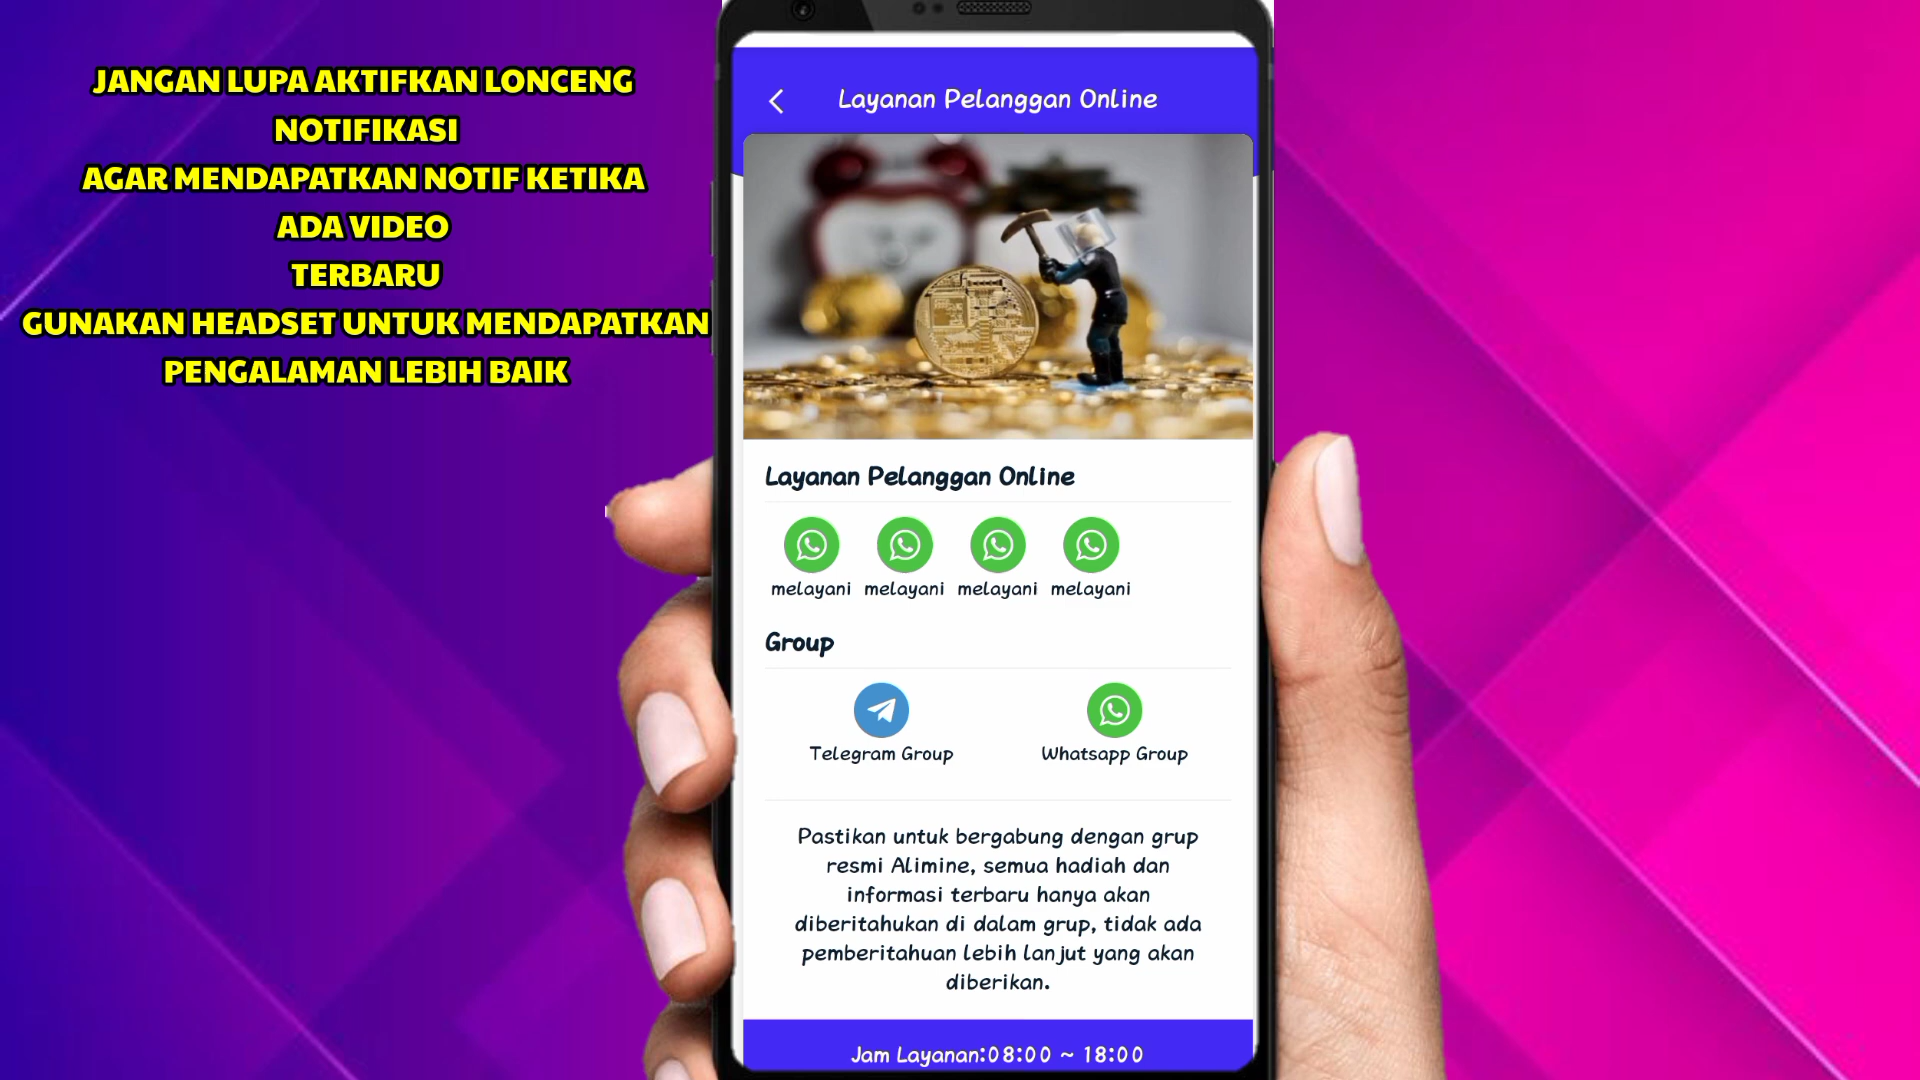 JANGAN LUPA AKTIFKAN LONCENG
NOTIFIKASI
AGAR MENDAPATKAN NOTIF KETIKA
ADA VIDEO
TERBARU
GUNAKAN HEADSET UNTUK MENDAPATKAN
PENGALAMAN LEBIH BAIK
Layanan Pelanggan Online
Layanan Pelanggan Online
melayani melayani melayani melayani
Group
Telegram Group Whatsapp Group
Pastikan untuk bergabung dengan grup
resmi Alimine, semua hadiah dan
informasi terbaru hanya akan
diberitahukan di dalam grup, tidak ada
pemberitahuan lebih lanjut yang akan
diberikan.
Jam Layanan:08:00 ~ 18:00